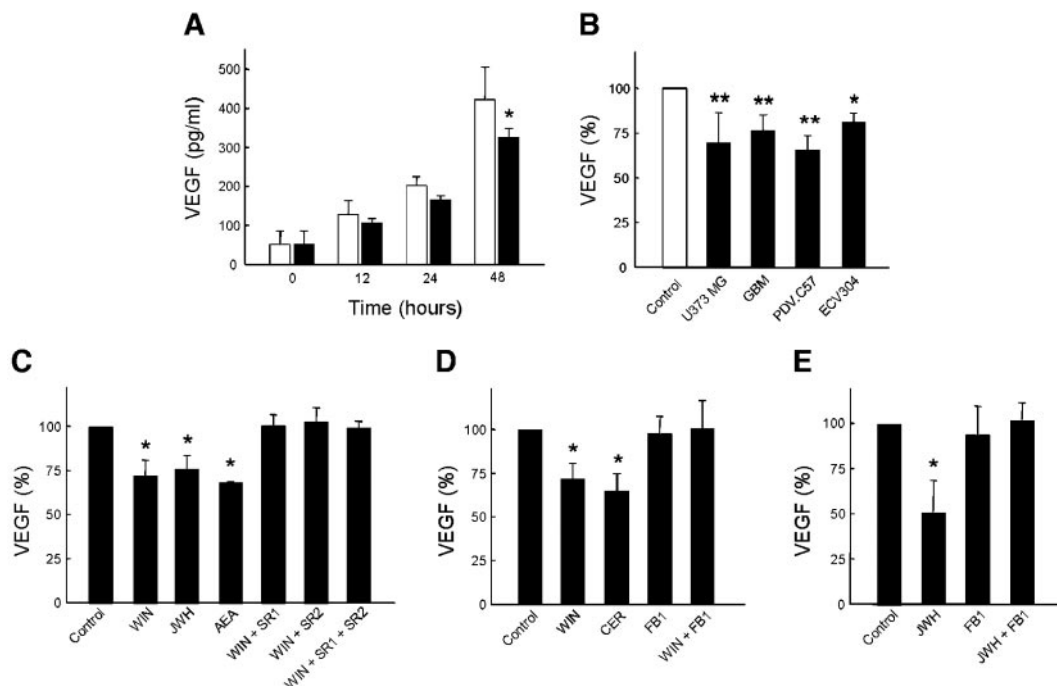 A
VEGF (pg/ml)
500
400
300
200
100
0
*
0 12 24 48
Time (hours)
B
VEGF (%)
100
75
25
0
** ** ** *
Control U373 MG GBM PDV.C57 ECV304
C
VEGF (%)
100
75
50
25
0
* * *
Control WIN JWH AEA WIN + SR1 WIN + SR2 WIN + SR1 + SR2
D
VEGF (%)
100
75
50
25
0
* *
Control WIN CER FB1 WIN + FB1
E
VEGF (%)
100
75
50
25
0
*
Control JWH FB1 JWH + FB1